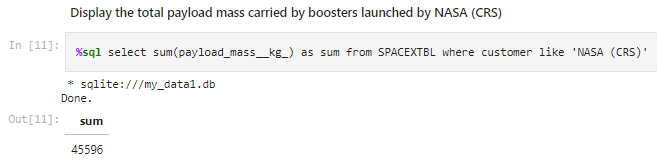 Display the total payload mass carried by boosters launched by NASA (CRS)
In [11]: %sql select sum(payload_mass__kg_) as sum from SPACEXTBL where customer like 'NASA (CRS)'
* sqlite:///my_data1.db
Done.
Out[11]: sum
45596